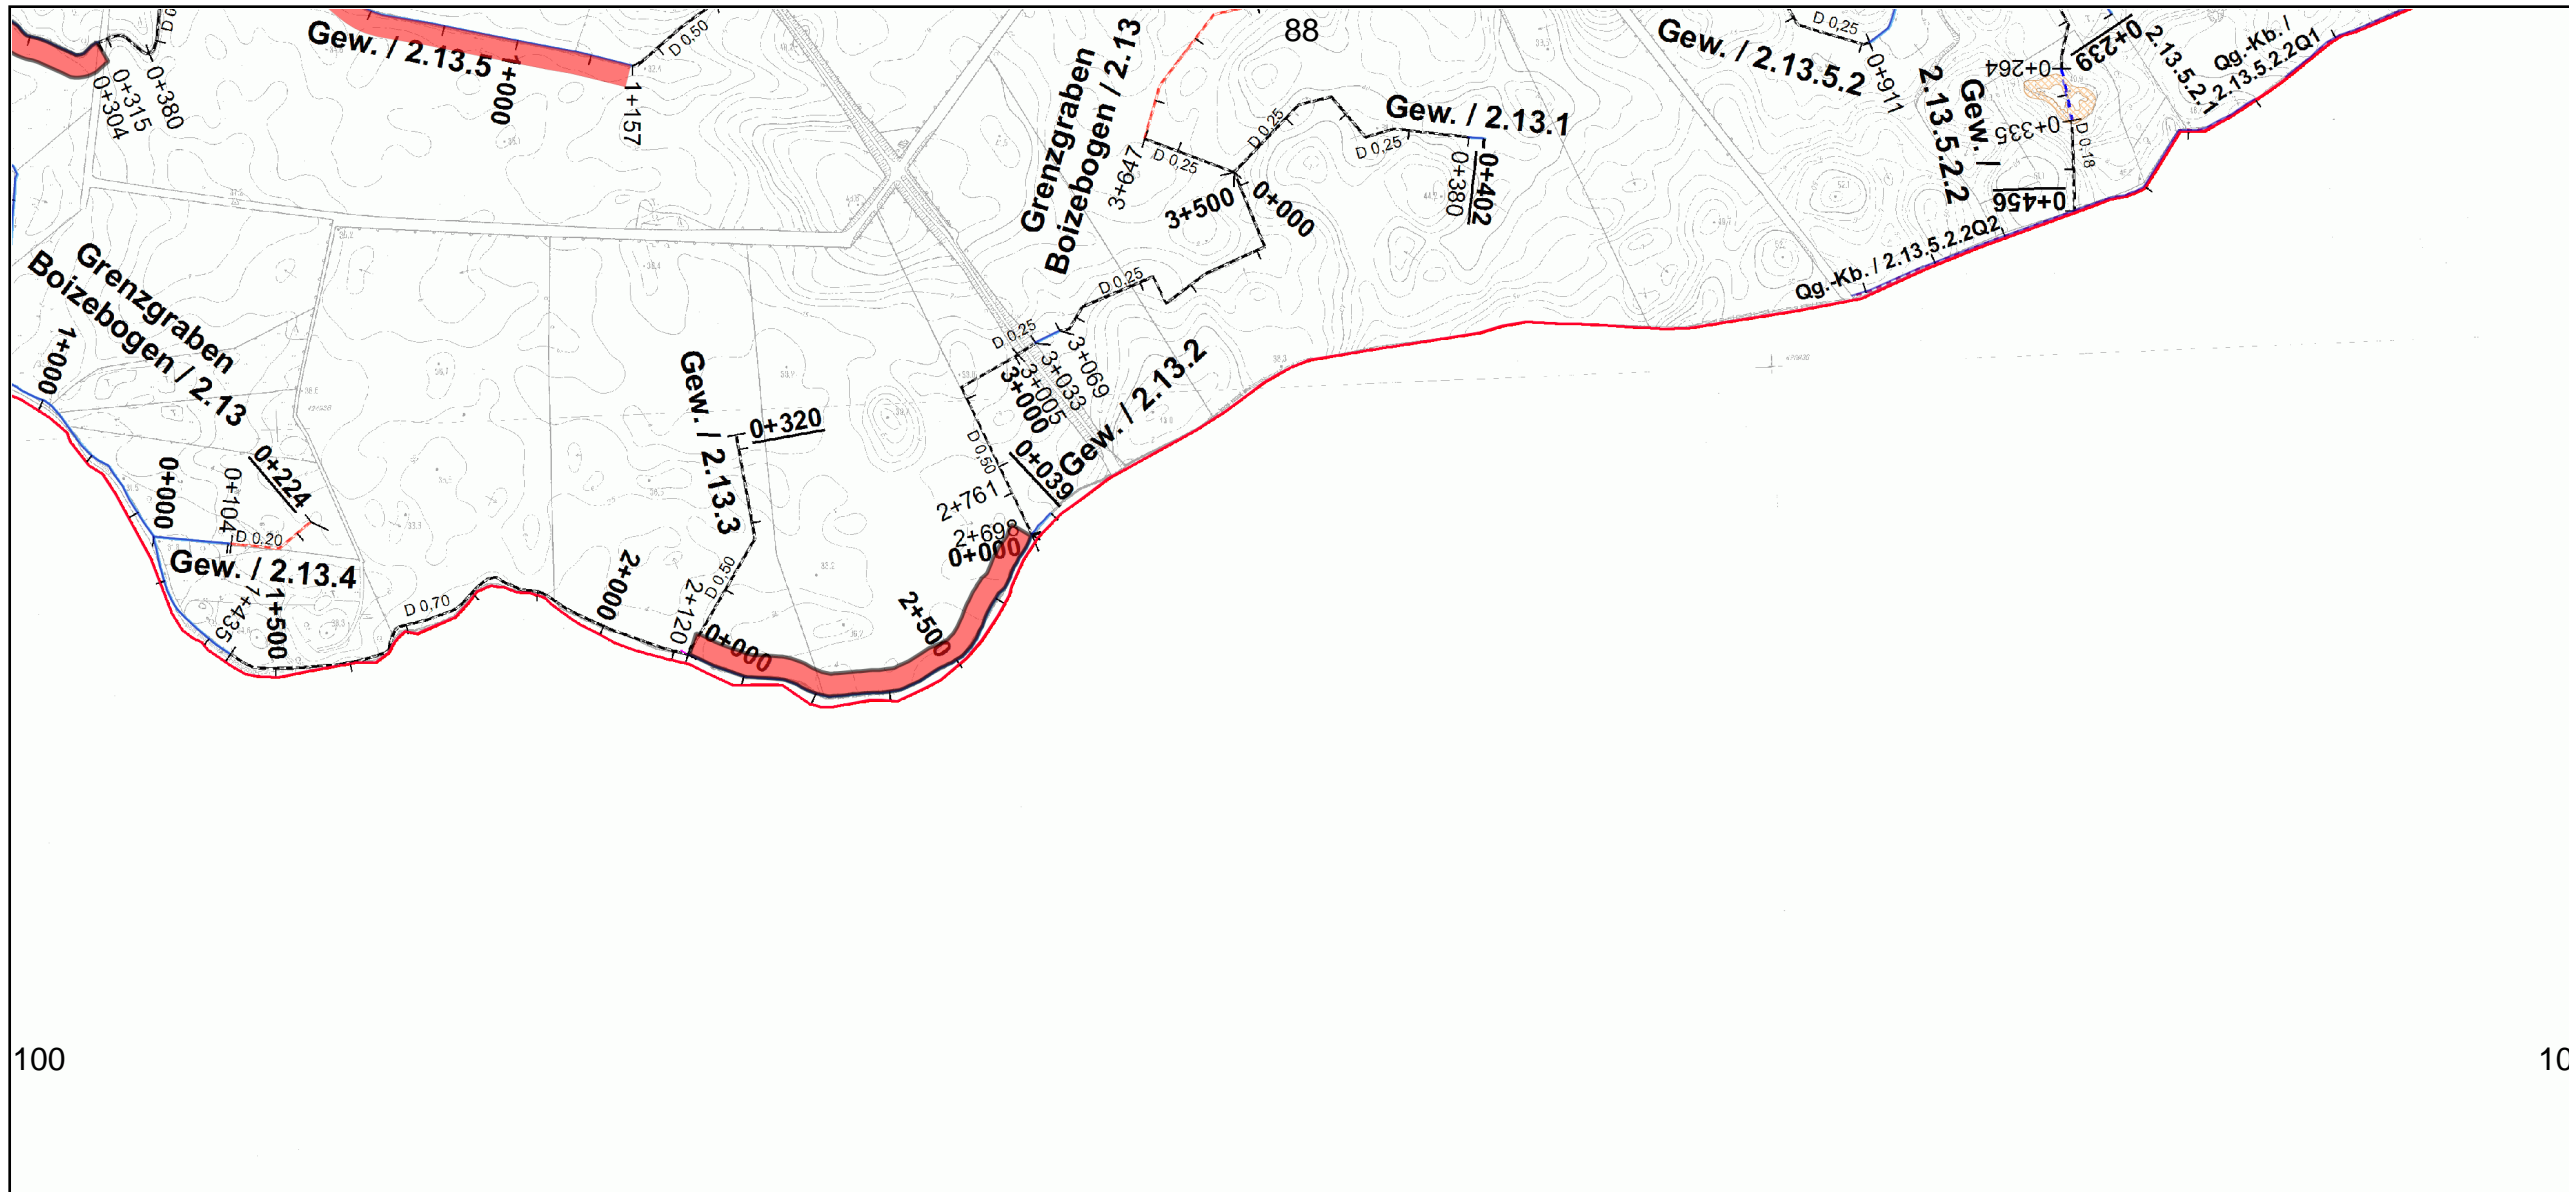 88
D 0
0+304
0+315
0+380
Gew. / 2.13.5
1+000
1+157
D 0,50
Grenzgraben
Boizebogen / 2.13
3+647
D 0,25
D 0,25
3+500
0+000
Gew. / 2.13.1
D 0,25
0+380
0+402
Gew. / 2.13.5.2
D 0,25
0+911
Gew. /
2.13.5.2.2
0+264
0+239
0+335
D 0,18
0+456
2.13.5.2.1
Qg.-Kb. /
2.13.5.2.2Q1
Qg.-Kb. / 2.13.5.2.2Q2
Grenzgraben
Boizebogen / 2.13
1+000
D 0,25
D 0,25
3+069
3+033
3+005
3+000
Gew. / 2.13.2
0+039
D 0,50
2+761
2+698
0+000
Gew. / 2.13.3
0+320
D 0,50
0+000
0+104
0+224
D 0,20
Gew. / 2.13.4
1+435
1+500
D 0,70
2+000
2+120
0+000
2+500
100
10